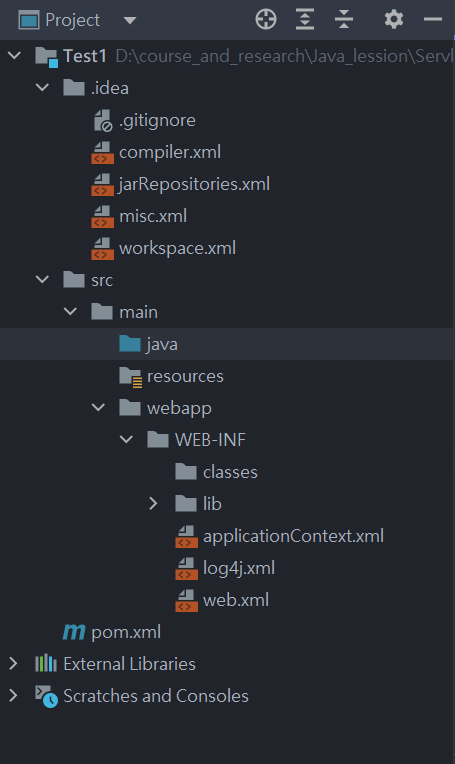 Project
Test1 D:\course_and_research\Java_lession\Servl
.idea
.gitignore
compiler.xml
jarRepositories.xml
misc.xml
workspace.xml
src
main
java
resources
webapp
WEB-INF
classes
lib
applicationContext.xml
log4j.xml
web.xml
pom.xml
External Libraries
Scratches and Consoles